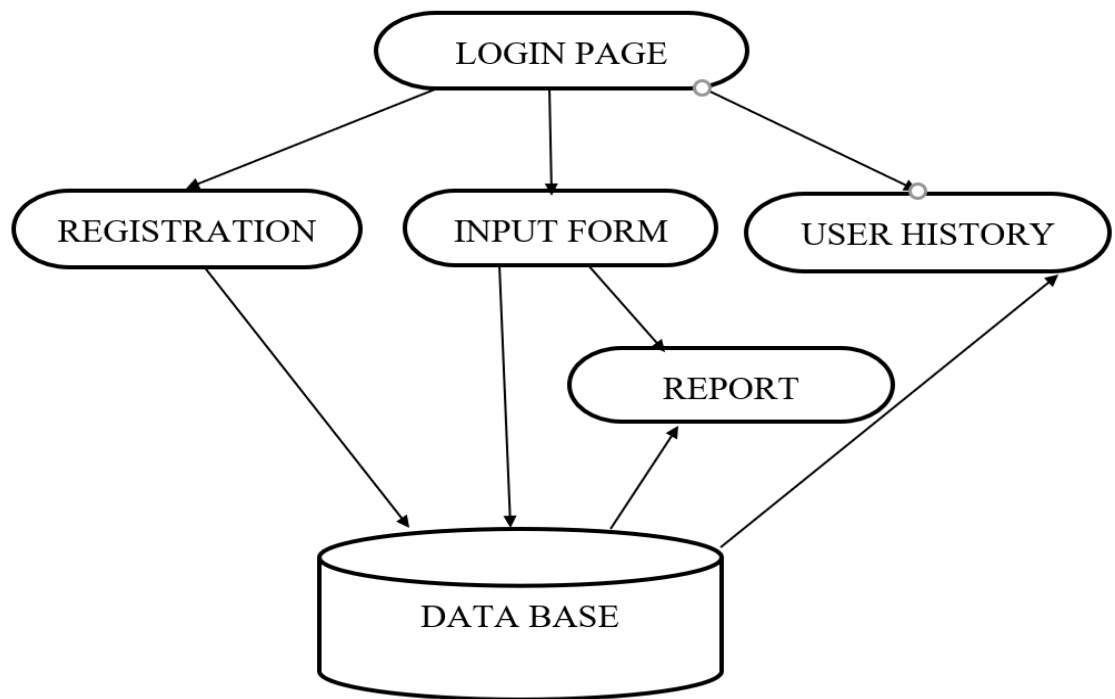 LOGIN PAGE
REGISTRATION
INPUT FORM
USER HISTORY
REPORT
DATA BASE